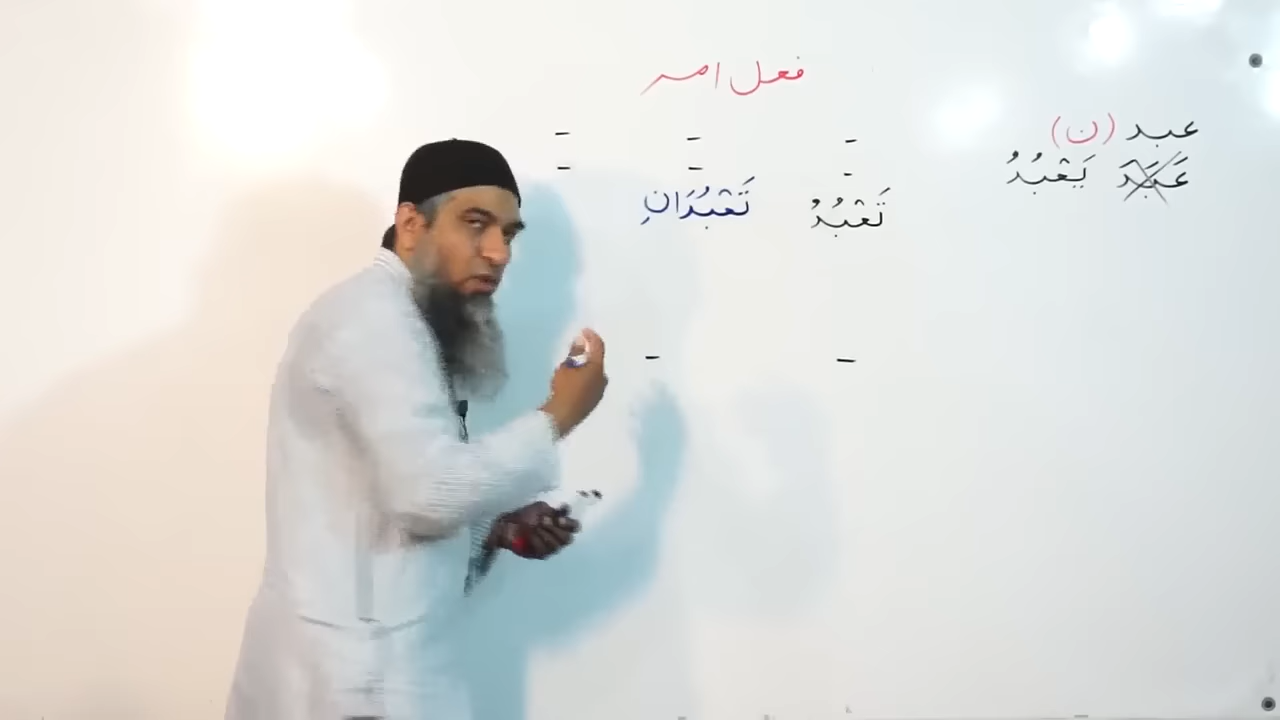 فعل امر
عبد (ن)
عَبَدَ يَعْبُدُ
تَعْبُدُ تَعْبُدَانِ